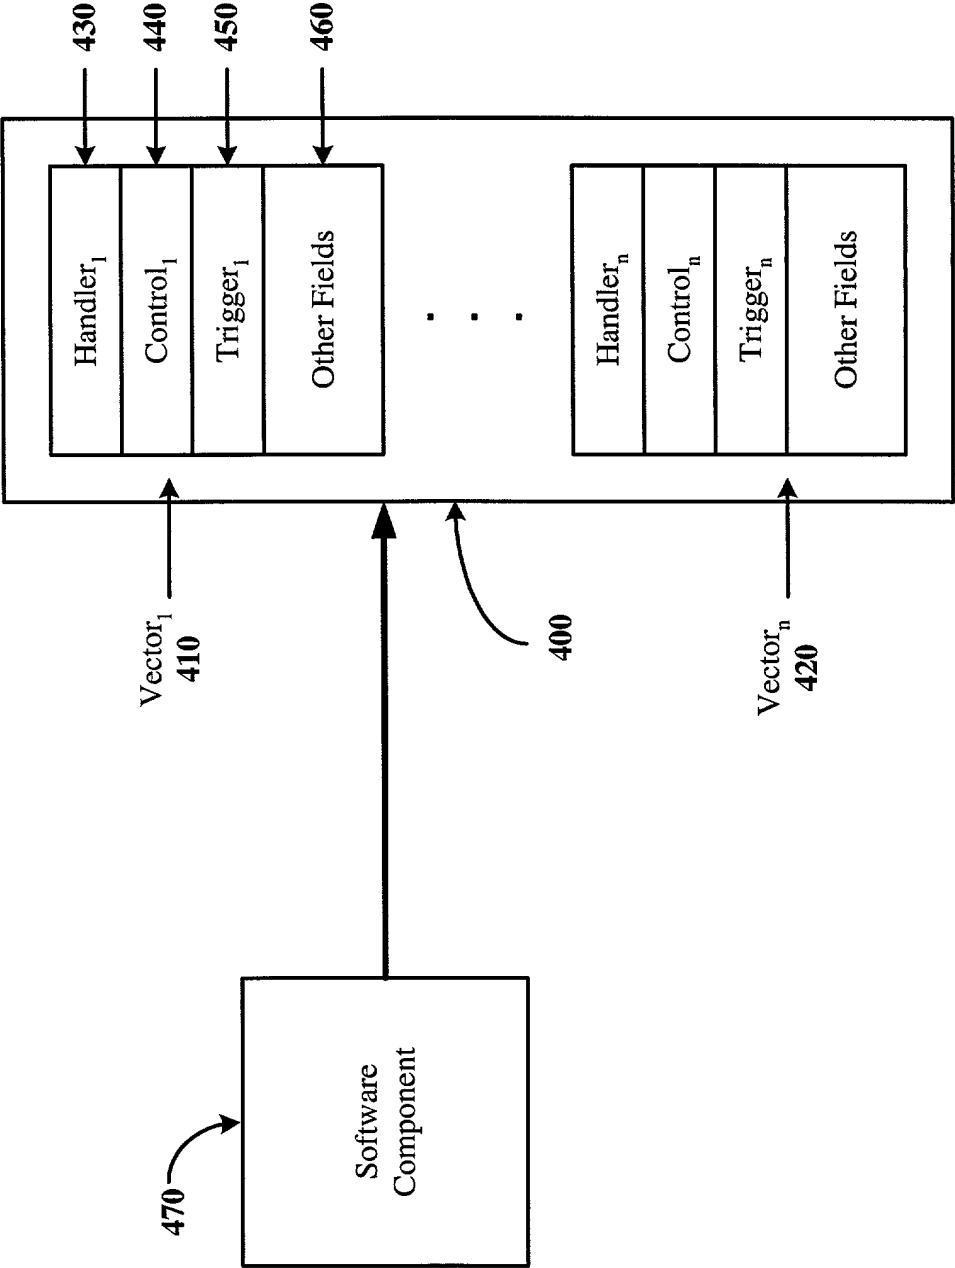 430
440
450
460
Handler1
Control1
Trigger1
Other Fields
. . .
Handlern
Controln
Triggern
Other Fields
Vector1
410
400
Vectorn
420
470
Software
Component